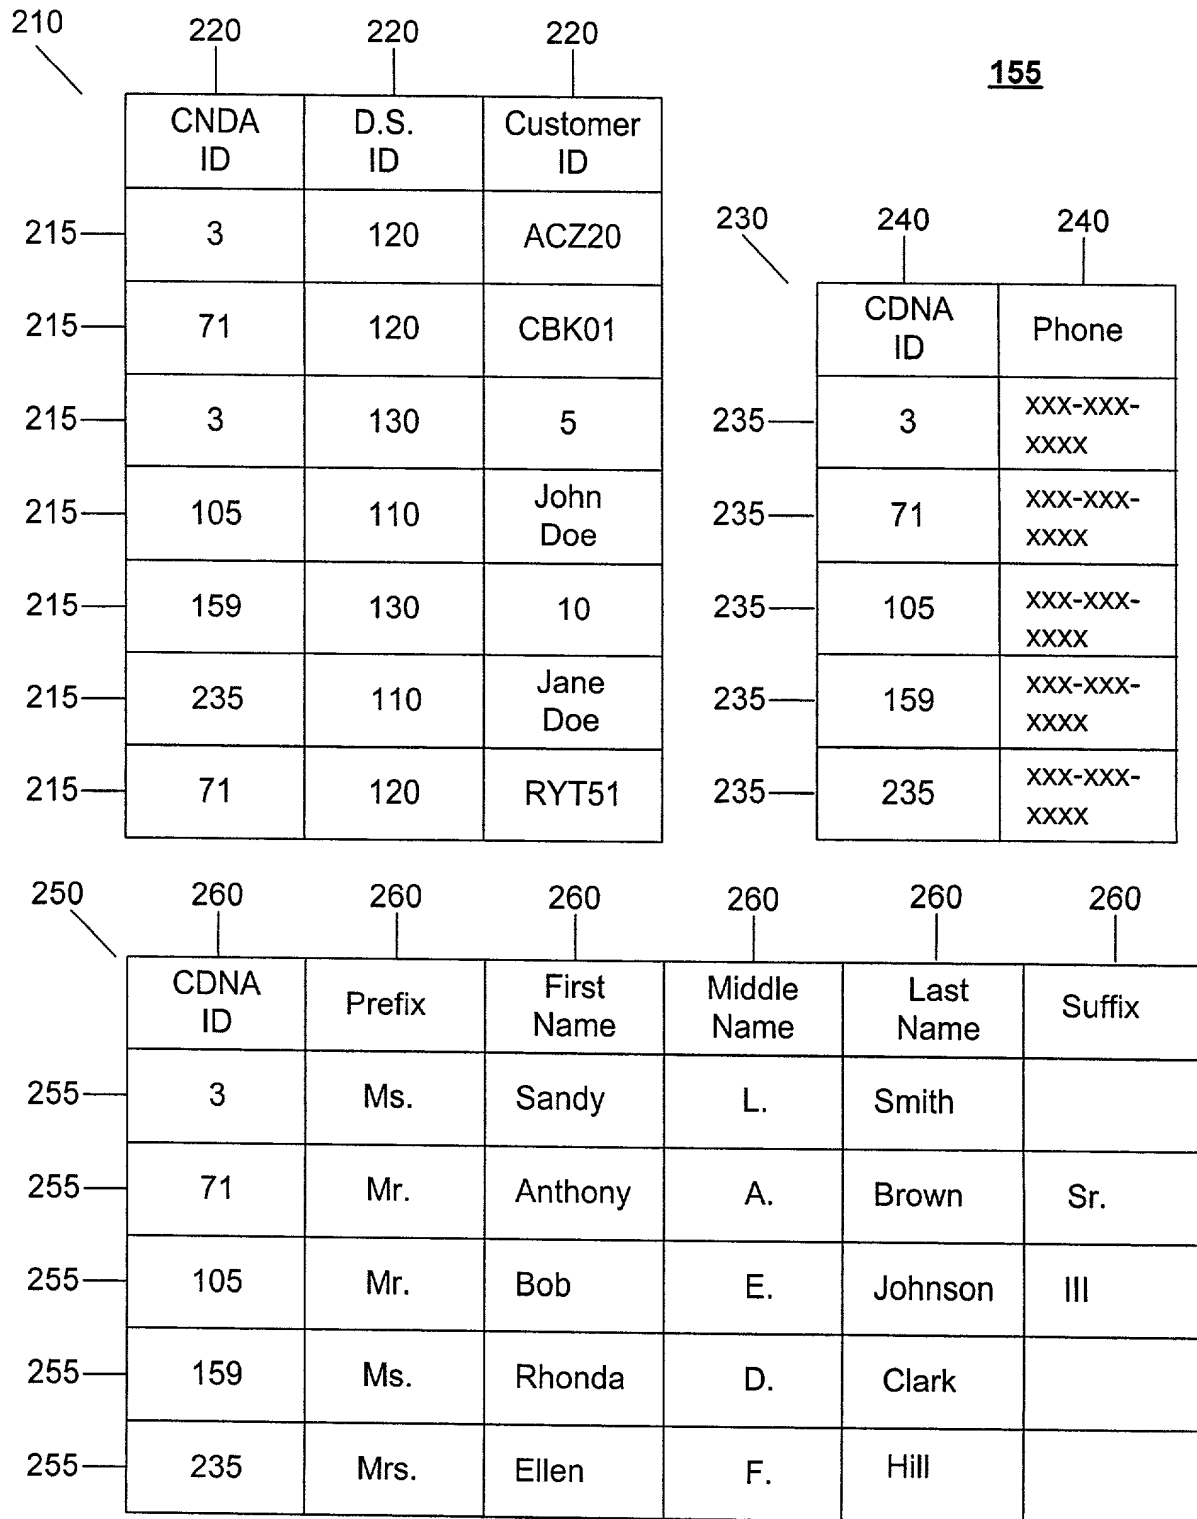 210 220 220 220
155
CNDA ID D.S. ID Customer ID
215 3 120 ACZ20
215 71 120 CBK01
215 3 130 5
215 105 110 John Doe
215 159 130 10
215 235 110 Jane Doe
215 71 120 RYT51
230 240 240
CDNA ID Phone
235 3 xxx-xxx-xxxx
235 71 xxx-xxx-xxxx
235 105 xxx-xxx-xxxx
235 159 xxx-xxx-xxxx
235 235 xxx-xxx-xxxx
250 260 260 260 260 260 260
CDNA ID Prefix First Name Middle Name Last Name Suffix
255 3 Ms. Sandy L. Smith
255 71 Mr. Anthony A. Brown Sr.
255 105 Mr. Bob E. Johnson III
255 159 Ms. Rhonda D. Clark
255 235 Mrs. Ellen F. Hill